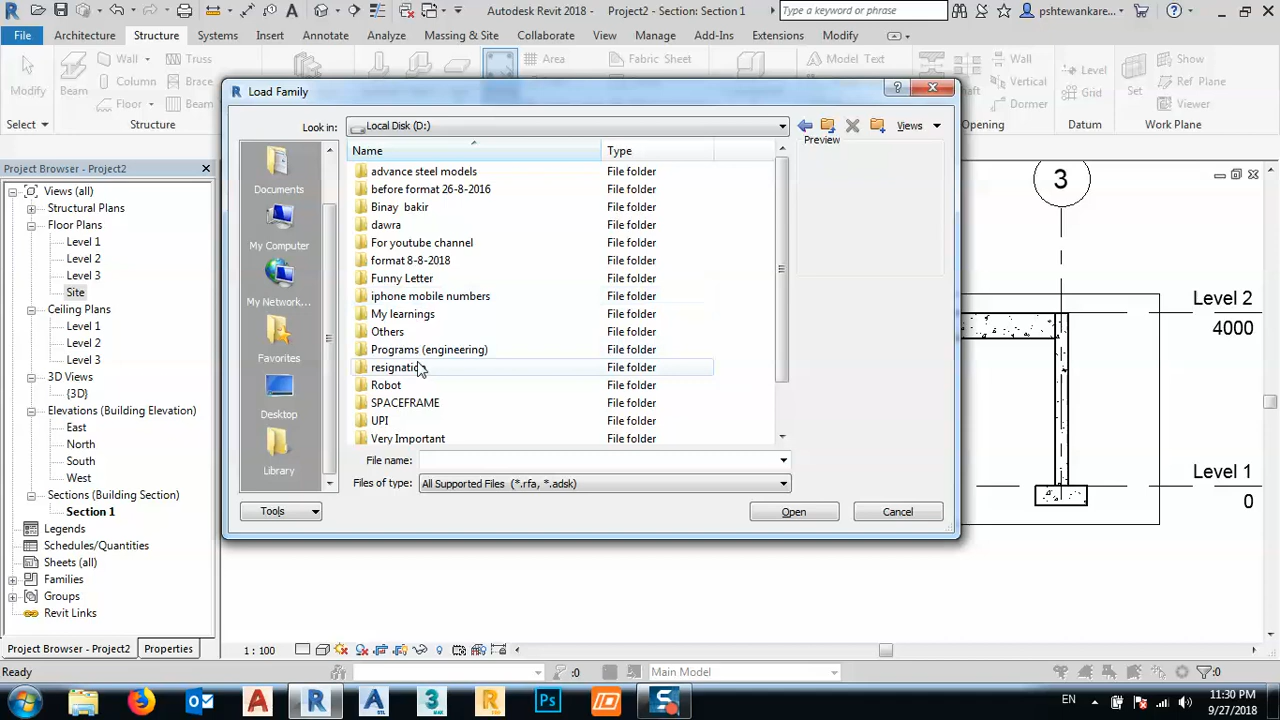 Autodesk Revit 2018 - Project2 - Section: Section 1
Type a keyword or phrase
pshtewankare...
File
Architecture
Structure
Systems
Insert
Annotate
Analyze
Massing & Site
Collaborate
View
Manage
Add-Ins
Extensions
Modify
Modify
Select
Beam
Wall
Column
Floor
Truss
Brace
Beam
Structure
Area
Fabric Sheet
Model Text
Opening
Wall
Vertical
Dormer
Level
Grid
Datum
Set
Show
Ref Plane
Viewer
Work Plane
Project Browser - Project2
Views (all)
Structural Plans
Floor Plans
Level 1
Level 2
Level 3
Site
Ceiling Plans
Level 1
Level 2
Level 3
3D Views
{3D}
Elevations (Building Elevation)
East
North
South
West
Sections (Building Section)
Section 1
Legends
Schedules/Quantities
Sheets (all)
Families
Groups
Revit Links
Project Browser - Project2
Properties
Load Family
Look in:
Local Disk (D:)
Views
Preview
Documents
My Computer
My Network...
Favorites
Desktop
Library
Name
Type
advance steel models File folder
before format 26-8-2016 File folder
Binay bakir File folder
dawra File folder
For youtube channel File folder
format 8-8-2018 File folder
Funny Letter File folder
iphone mobile numbers File folder
My learnings File folder
Others File folder
Programs (engineering) File folder
File folder
Robot File folder
SPACEFRAME File folder
UPI File folder
Very Important File folder
File name:
Files of type:
All Supported Files (*.rfa, *.adsk)
Tools
Open
Cancel
3
Level 2
4000
Level 1
0
1 : 100
Ready
:0
Main Model
:0
EN
11:30 PM
9/27/2018